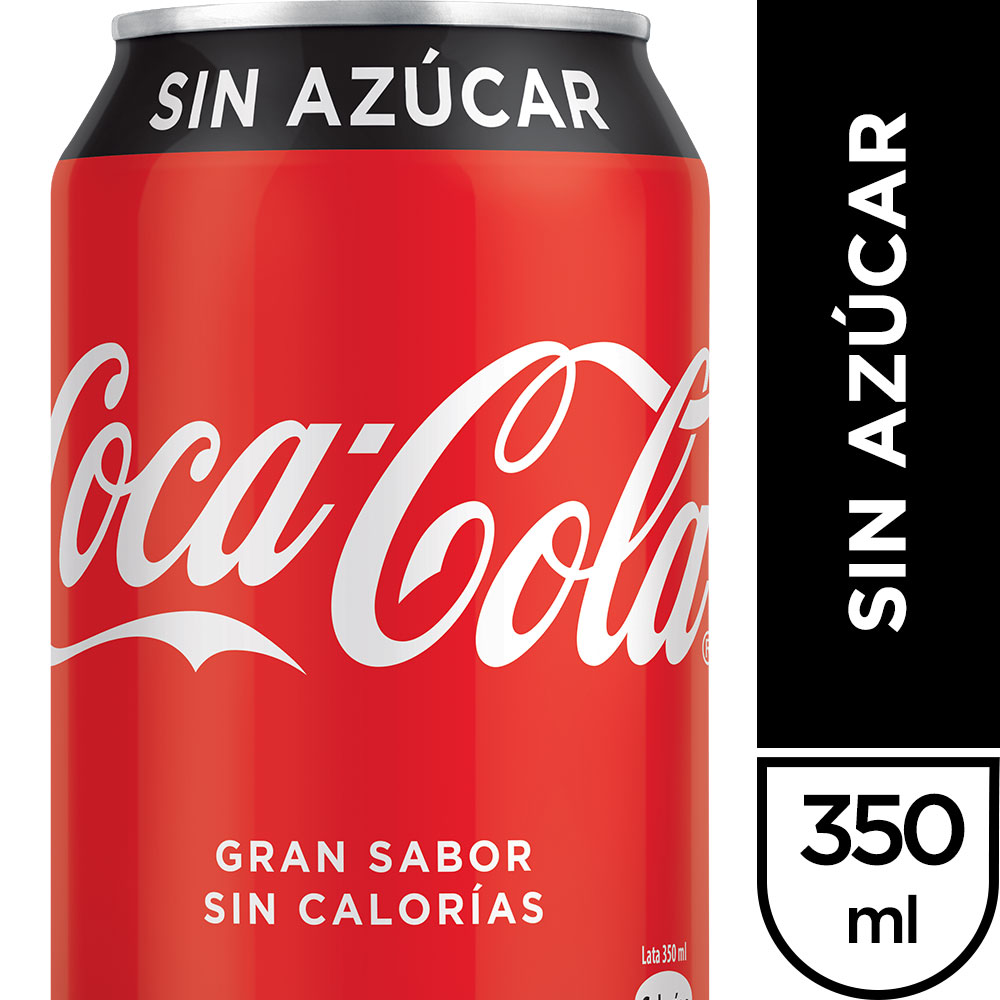 SIN AZÚCAR
Coca-Cola
GRAN SABOR
SIN CALORÍAS
Lata 350 ml
SIN AZÚCAR
350
ml